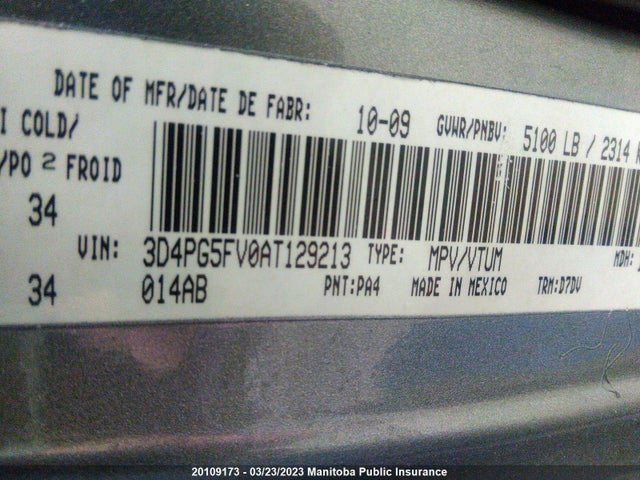 DATE OF MFR/DATE DE FABR: 10-09 GVWR/PNBV: 5100 LB / 2314
I COLD/
/PO 2 FROID
34
VIN: 3D4PG5FV0AT129213 TYPE: MPV/VTUM MDH:
34 014AB PNT:PA4 MADE IN MEXICO TRM:D7DV
20109173 - 03/23/2023 Manitoba Public Insurance